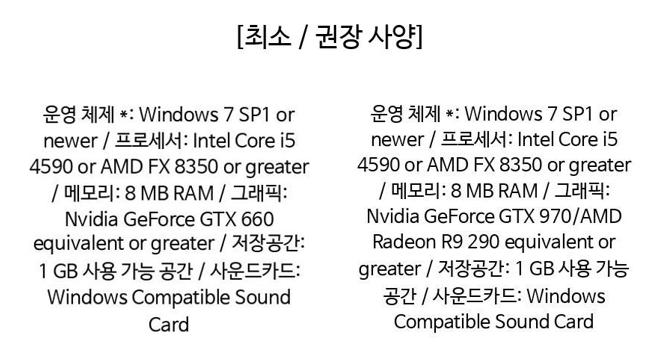 [최소 / 권장 사양]
운영 체제 *: Windows 7 SP1 or
newer / 프로세서: Intel Core i5
4590 or AMD FX 8350 or greater
/ 메모리: 8 MB RAM / 그래픽:
Nvidia GeForce GTX 660
equivalent or greater / 저장공간:
1 GB 사용 가능 공간 / 사운드카드:
Windows Compatible Sound
Card
운영 체제 *: Windows 7 SP1 or
newer / 프로세서: Intel Core i5
4590 or AMD FX 8350 or greater
/ 메모리: 8 MB RAM / 그래픽:
Nvidia GeForce GTX 970/AMD
Radeon R9 290 equivalent or
greater / 저장공간: 1 GB 사용 가능
공간 / 사운드카드: Windows
Compatible Sound Card